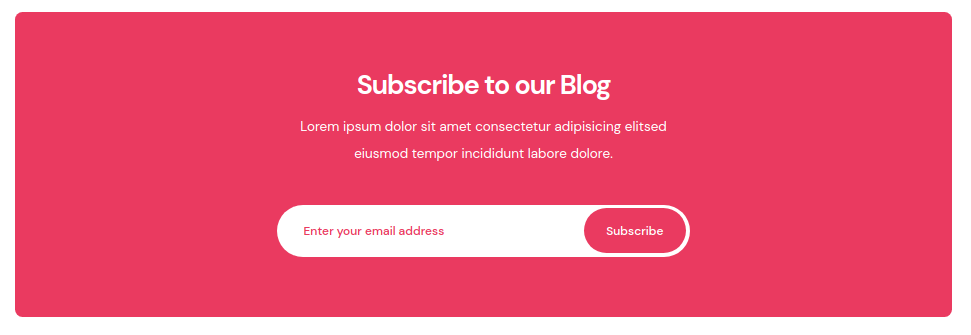 Subscribe to our Blog
Lorem ipsum dolor sit amet consectetur adipisicing elitsed
eiusmod tempor incididunt labore dolore.
Enter your email address
Subscribe